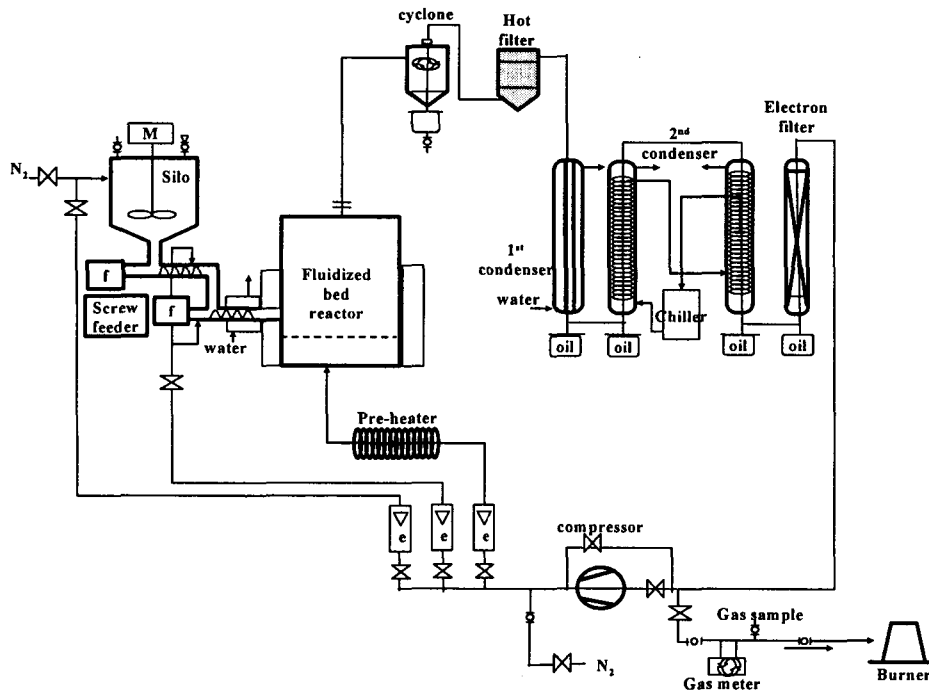 cyclone
Hot
filter
Electron
filter
M
2nd
condenser
N2
Silo
1st
condenser
Fluidized
bed
reactor
f
Screw
feeder
f
water
water
Chiller
oil
oil
oil
oil
Pre-heater
e
e
e
compressor
Gas sample
N2
Gas meter
Burner